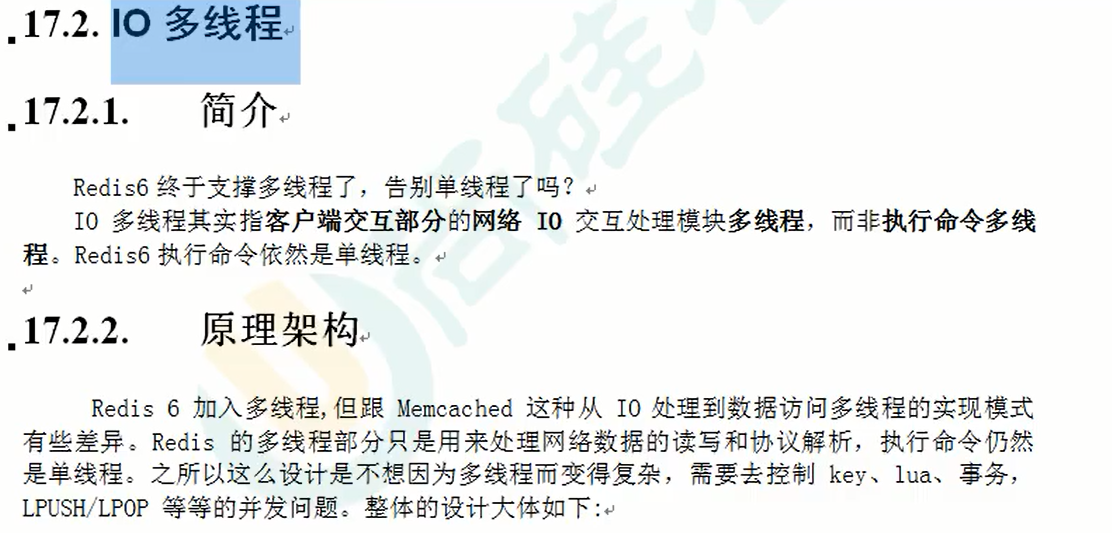 17.2. IO 多线程
17.2.1. 简介
Redis6 终于支撑多线程了，告别单线程了吗？
IO 多线程其实指客户端交互部分的网络 IO 交互处理模块多线程，而非执行命令多线
程。Redis6 执行命令依然是单线程。
17.2.2. 原理架构
Redis 6 加入多线程,但跟 Memcached 这种从 IO 处理到数据访问多线程的实现模式
有些差异。Redis 的多线程部分只是用来处理网络数据的读写和协议解析，执行命令仍然
是单线程。之所以这么设计是不想因为多线程而变得复杂，需要去控制 key、lua、事务，
LPUSH/LPOP 等等的并发问题。整体的设计大体如下:
尚硅